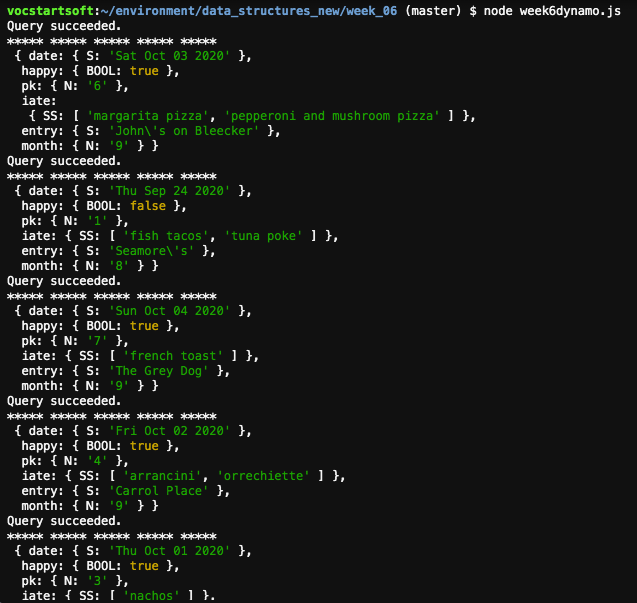 vocstartsoft:~/environment/data_structures_new/week_06 (master) $ node week6dynamo.js
Query succeeded.
***** ***** ***** ***** *****
 { date: { S: 'Sat Oct 03 2020' },
  happy: { BOOL: true },
  pk: { N: '6' },
  iate:
   { SS: [ 'margarita pizza', 'pepperoni and mushroom pizza' ] },
  entry: { S: 'John\'s on Bleecker' },
  month: { N: '9' } }
Query succeeded.
***** ***** ***** ***** *****
 { date: { S: 'Thu Sep 24 2020' },
  happy: { BOOL: false },
  pk: { N: '1' },
  iate: { SS: [ 'fish tacos', 'tuna poke' ] },
  entry: { S: 'Seamore\'s' },
  month: { N: '8' } }
Query succeeded.
***** ***** ***** ***** *****
 { date: { S: 'Sun Oct 04 2020' },
  happy: { BOOL: true },
  pk: { N: '7' },
  iate: { SS: [ 'french toast' ] },
  entry: { S: 'The Grey Dog' },
  month: { N: '9' } }
Query succeeded.
***** ***** ***** ***** *****
 { date: { S: 'Fri Oct 02 2020' },
  happy: { BOOL: true },
  pk: { N: '4' },
  iate: { SS: [ 'arrancini', 'orrechiette' ] },
  entry: { S: 'Carrol Place' },
  month: { N: '9' } }
Query succeeded.
***** ***** ***** ***** *****
 { date: { S: 'Thu Oct 01 2020' },
  happy: { BOOL: true },
  pk: { N: '3' },
  iate: { SS: [ 'nachos' ] },